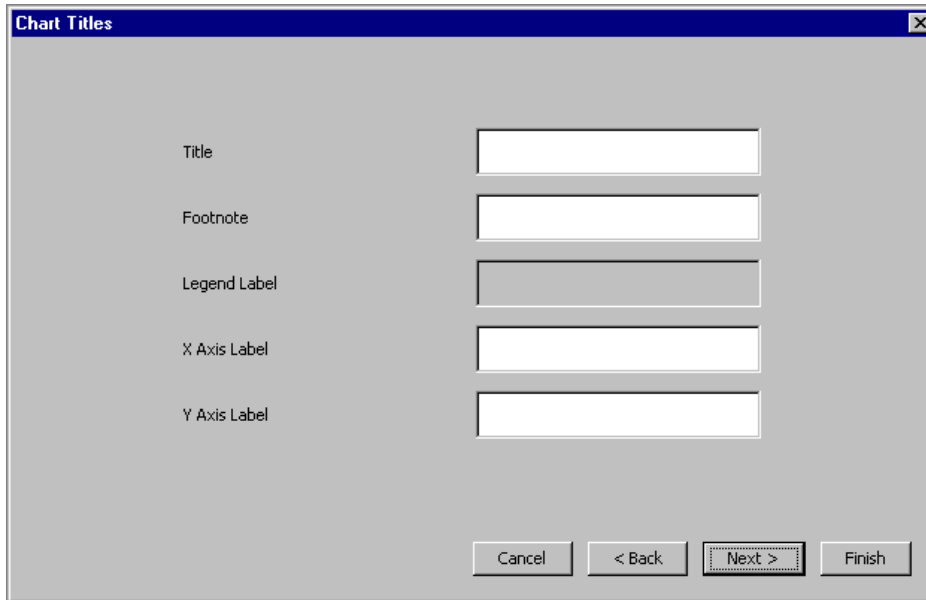 Chart Titles
Title
Footnote
Legend Label
X Axis Label
Y Axis Label
Cancel < Back Next > Finish